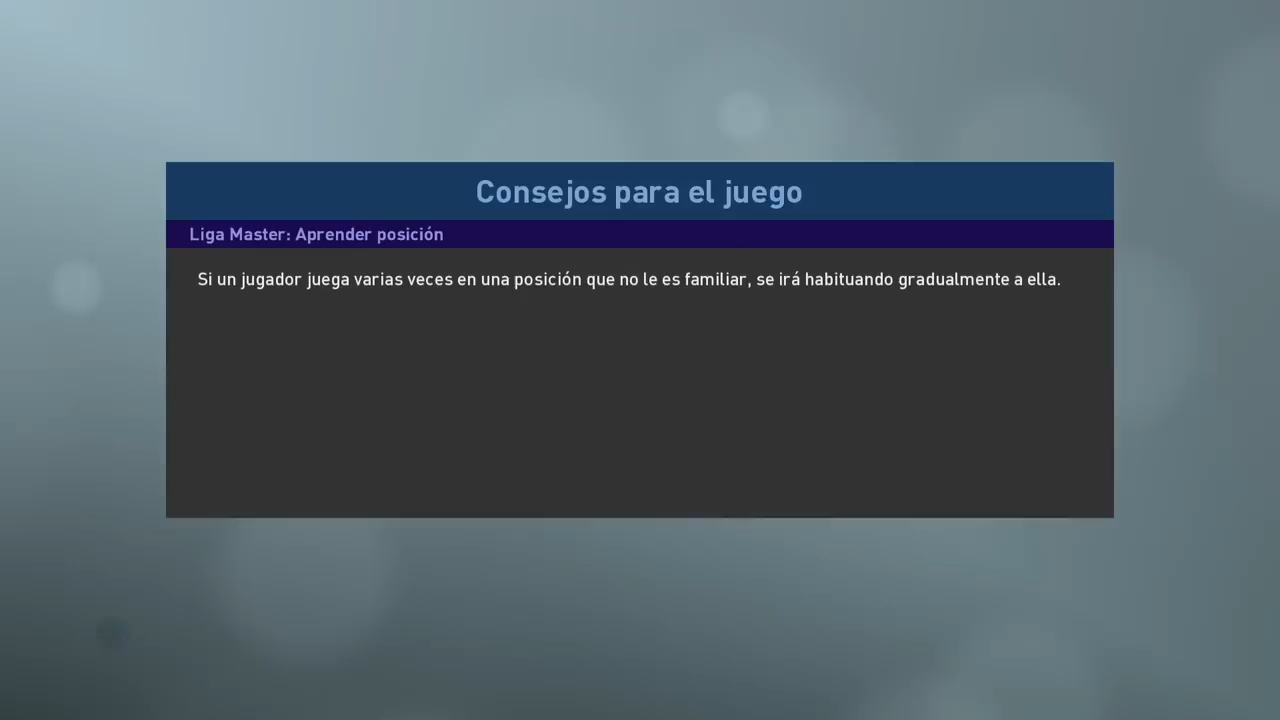 Consejos para el juego
Liga Master: Aprender posición
Si un jugador juega varias veces en una posición que no le es familiar, se irá habituando gradualmente a ella.